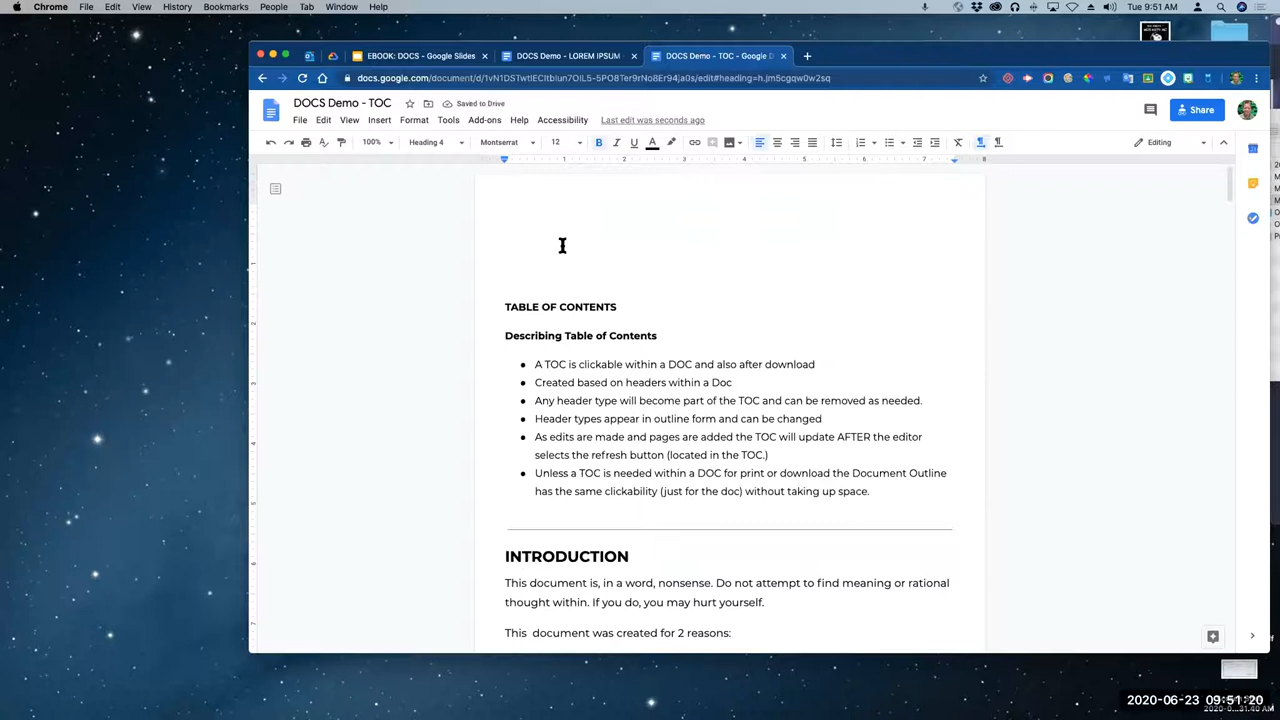 Chrome File Edit View History Bookmarks People Tab Window Help
Tue 9:51 AM
EBOOK: DOCS - Google Slides
DOCS Demo - LOREM IPSUM
DOCS Demo - TOC - Google D
DOCS Demo - TOC
Saved to Drive
File Edit View Insert Format Tools Add-ons Help Accessibility
Last edit was seconds ago
Share
100% Heading 4 Montserrat 12
Editing
TABLE OF CONTENTS
Describing Table of Contents
● A TOC is clickable within a DOC and also after download
● Created based on headers within a Doc
● Any header type will become part of the TOC and can be removed as needed.
● Header types appear in outline form and can be changed
● As edits are made and pages are added the TOC will update AFTER the editor
selects the refresh button (located in the TOC.)
● Unless a TOC is needed within a DOC for print or download the Document Outline
has the same clickability (just for the doc) without taking up space.
INTRODUCTION
This document is, in a word, nonsense. Do not attempt to find meaning or rational
thought within. If you do, you may hurt yourself.
This document was created for 2 reasons:
2020-06-23 09:51:20